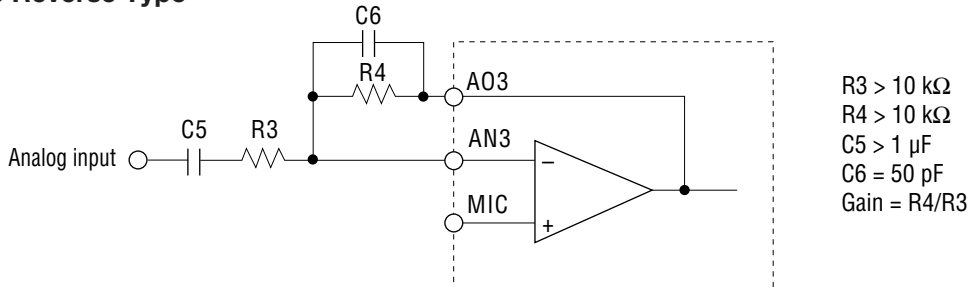 Reverse Type
C6
R4
AO3
C5
R3
AN3
Analog input
MIC
−
+
R3 > 10 kΩ
R4 > 10 kΩ
C5 > 1 µF
C6 = 50 pF
Gain = R4/R3